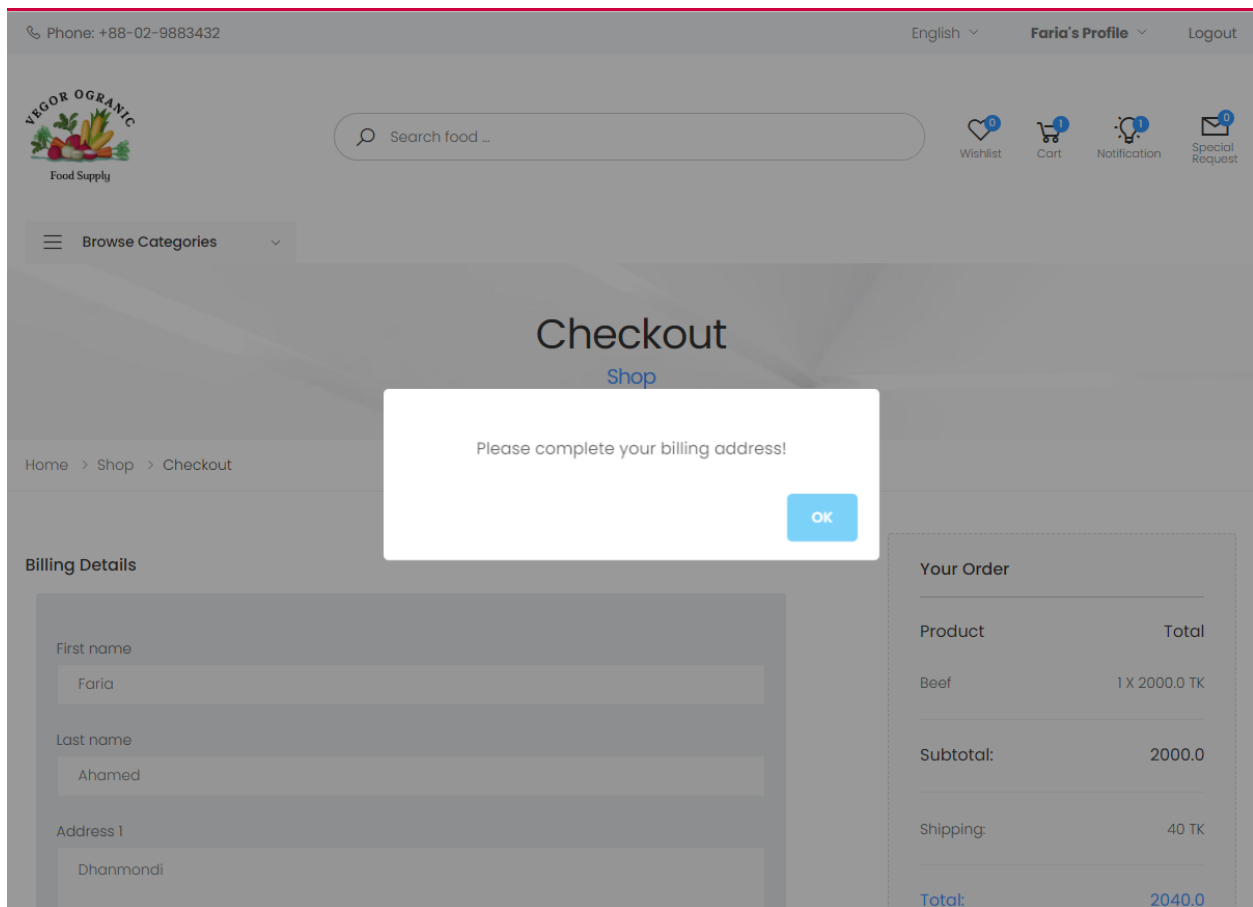 Phone: +88-02-9883432
English
Faria's Profile
Logout
VEGOR OGRANIC
Food Supply
Search food ...
0
Wishlist
1
Cart
1
Notification
0
Special
Request
Browse Categories
Checkout
Shop
Please complete your billing address!
OK
Home > Shop > Checkout
Billing Details
First name
Faria
Last name
Ahamed
Address 1
Dhanmondi
Your Order
Product Total
Beef 1 X 2000.0 TK
Subtotal: 2000.0
Shipping: 40 TK
Total: 2040.0